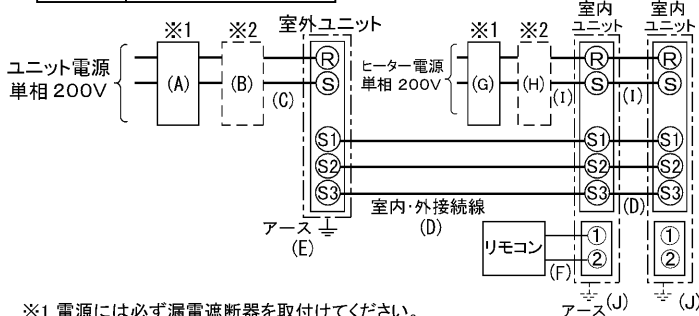 室内 室内
※1 ※2 室外ユニット ※1 ※2 ユニット ユニット
ユニット電源
単相 200V
(A) (B) (C)
R
S
ヒーター電源
単相 200V
(G) (H) (I) (I)
R R
S S
S1 S1 S1
S2 S2 S2
S3 S3 S3
室内・外接続線
(D) (D)
アース
(E)
リモコン
(F)
① ①
② ②
アース (J) (J)
※1 電源には必ず漏電遮断器を取付けてください。